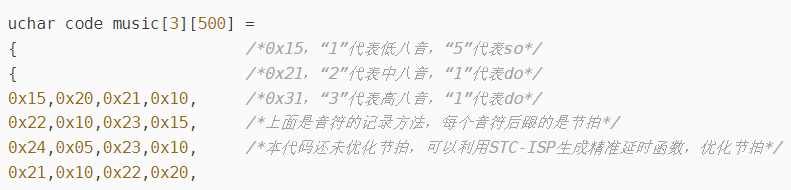 uchar code music[3][500] =
{ /*0x15，“1”代表低八音，“5”代表so*/
{ /*0x21，“2”代表中八音，“1”代表do*/
0x15,0x20,0x21,0x10, /*0x31，“3”代表高八音，“1”代表do*/
0x22,0x10,0x23,0x15, /*上面是音符的记录方法，每个音符后跟的是节拍*/
0x24,0x05,0x23,0x10, /*本代码还未优化节拍，可以利用STC-ISP生成精准延时函数，优化节拍*/
0x21,0x10,0x22,0x20,